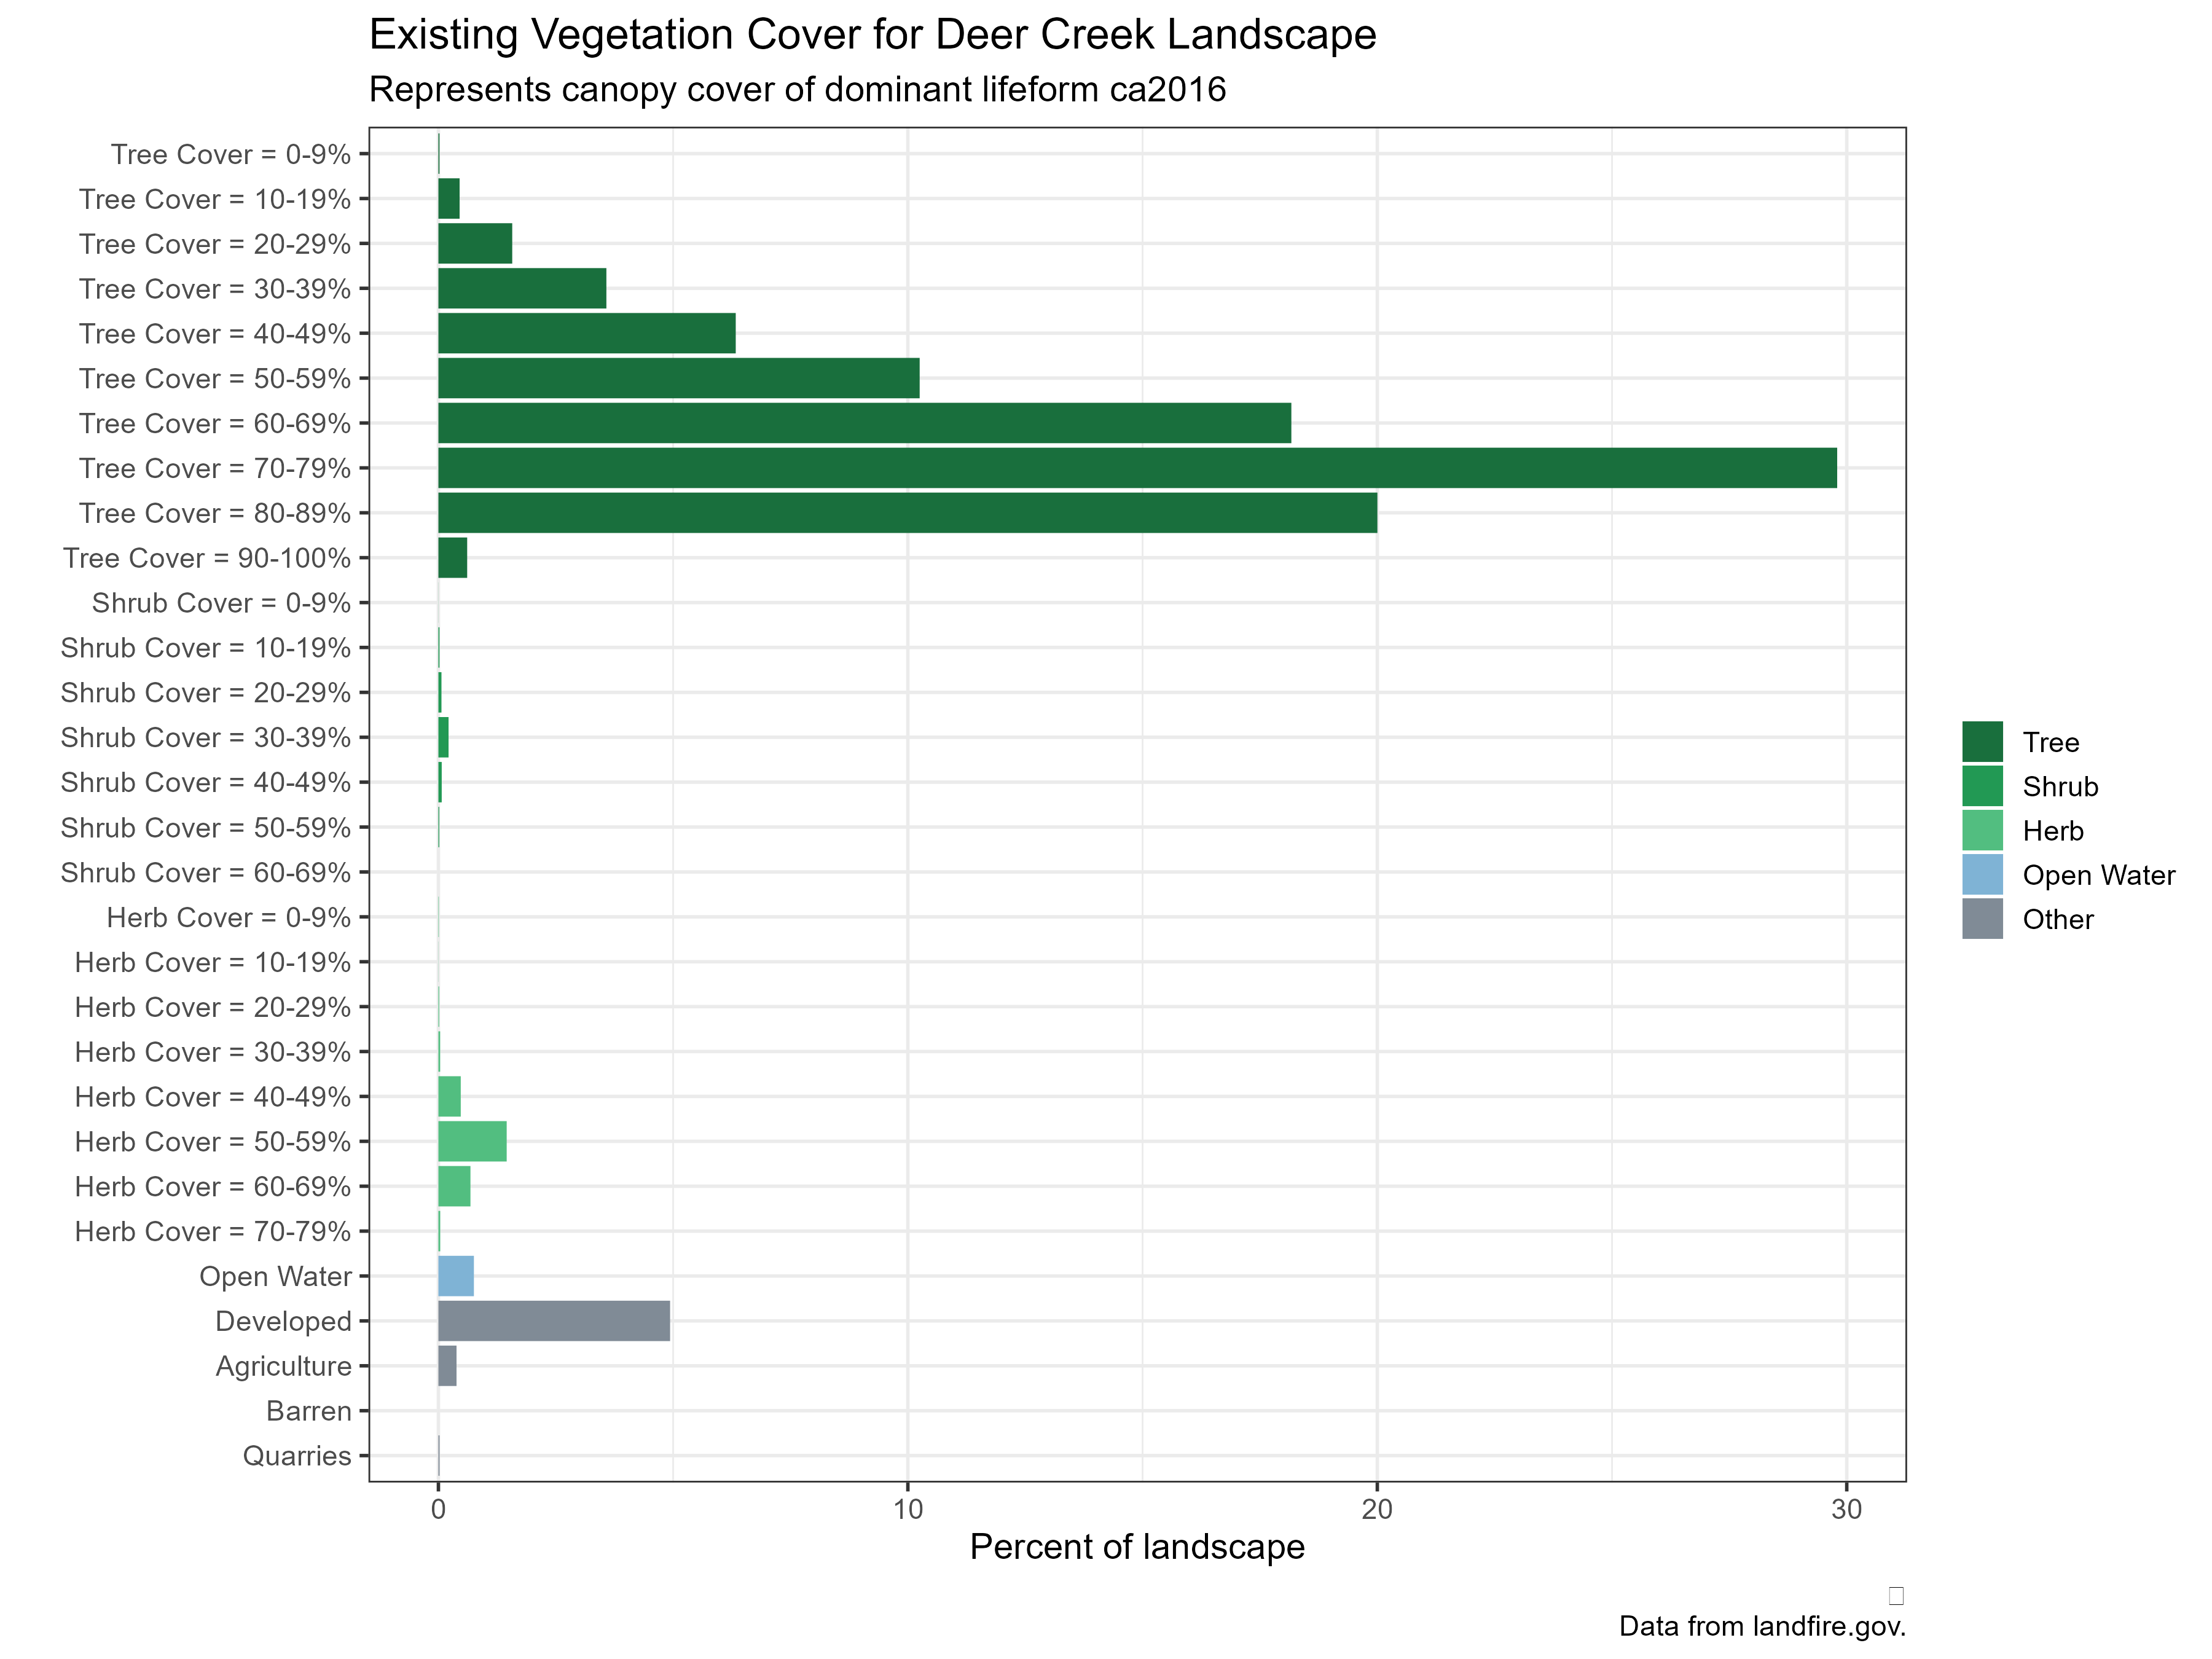 Existing Vegetation Cover for Deer Creek Landscape
Represents canopy cover of dominant lifeform ca2016
Tree Cover = 0-9%
Tree Cover = 10-19%
Tree Cover = 20-29%
Tree Cover = 30-39%
Tree Cover = 40-49%
Tree Cover = 50-59%
Tree Cover = 60-69%
Tree Cover = 70-79%
Tree Cover = 80-89%
Tree Cover = 90-100%
Shrub Cover = 0-9%
Shrub Cover = 10-19%
Shrub Cover = 20-29%
Shrub Cover = 30-39%
Shrub Cover = 40-49%
Shrub Cover = 50-59%
Shrub Cover = 60-69%
Herb Cover = 0-9%
Herb Cover = 10-19%
Herb Cover = 20-29%
Herb Cover = 30-39%
Herb Cover = 40-49%
Herb Cover = 50-59%
Herb Cover = 60-69%
Herb Cover = 70-79%
Open Water
Developed
Agriculture
Barren
Quarries
0 10 20 30
Percent of landscape
Tree
Shrub
Herb
Open Water
Other
Data from landfire.gov.